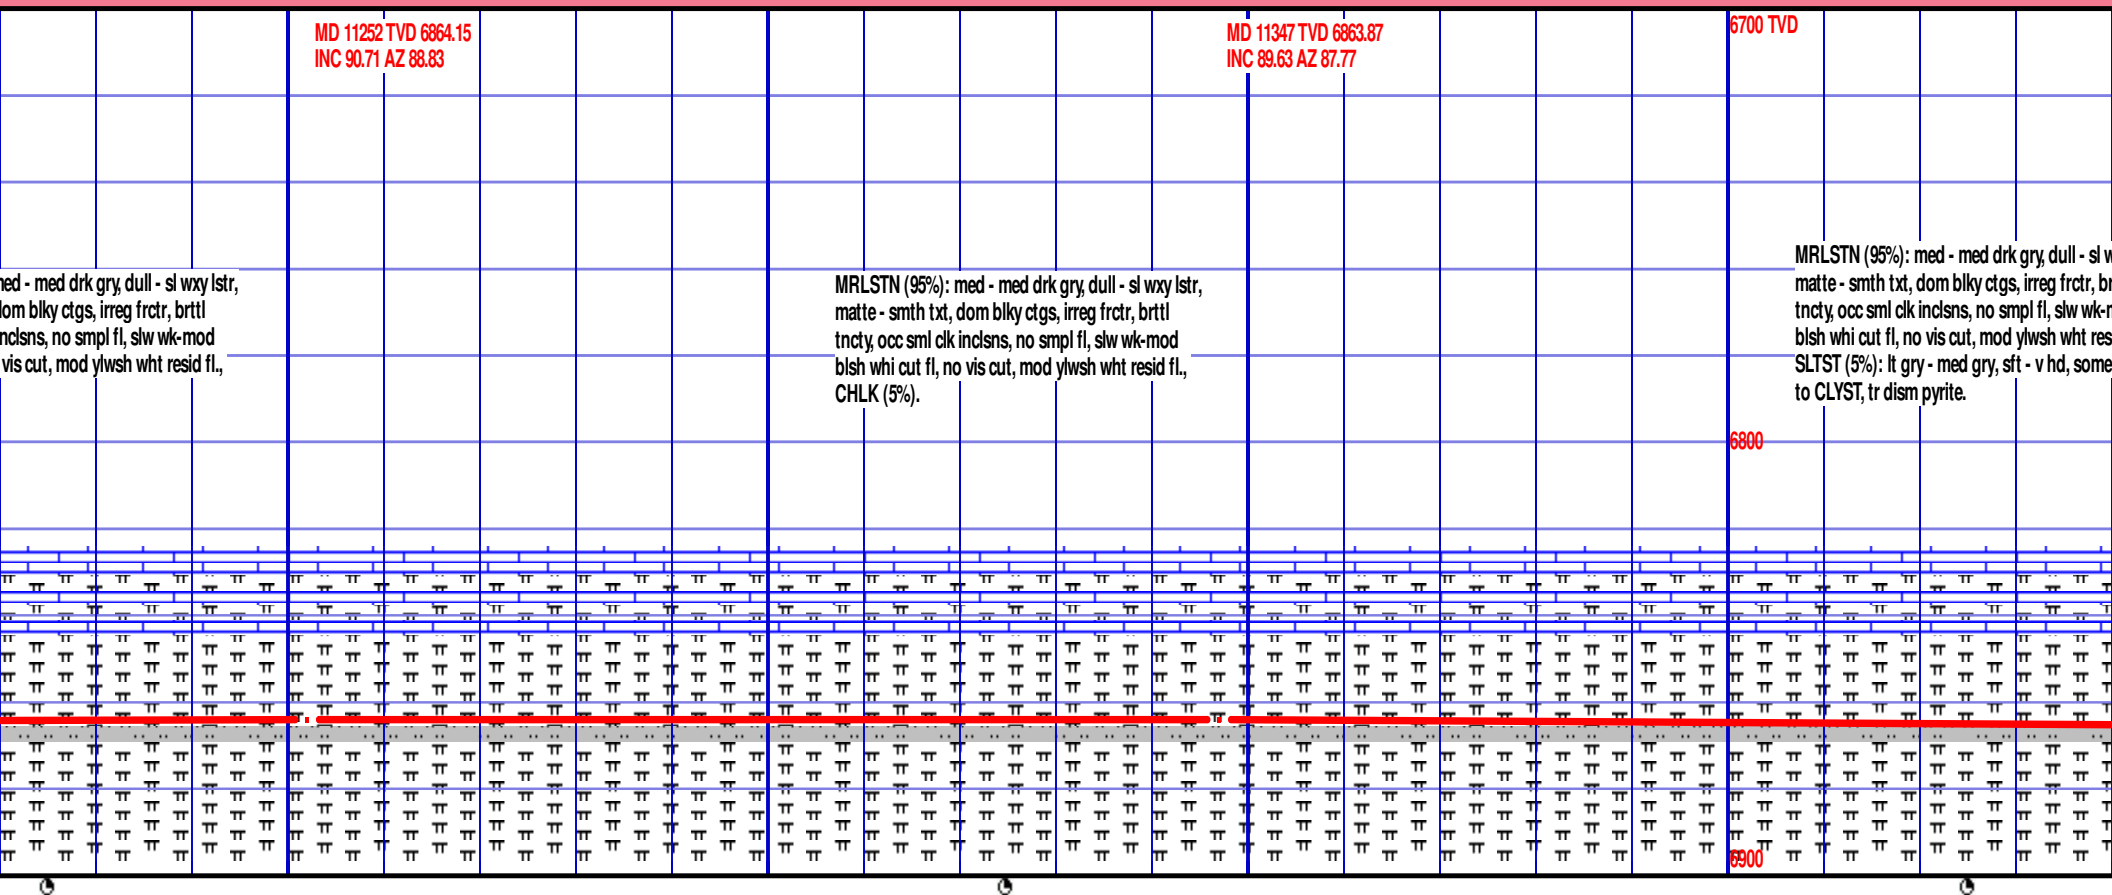 MD 11252 TVD 6864.15
INC 90.71 AZ 88.83
MD 11347 TVD 6863.87
INC 89.63 AZ 87.77
6700 TVD
med - med drk gry, dull - sl wxy lstr,
dom blky ctgs, irreg frctr, brttl
inclsns, no smpl fl, slw wk-mod
vis cut, mod ylwsh wht resid fl.,
MRLSTN (95%): med - med drk gry, dull - sl wxy lstr,
matte - smth txt, dom blky ctgs, irreg frctr, brttl
tncty, occ sml clk inclsns, no smpl fl, slw wk-mod
blsh whi cut fl, no vis cut, mod ylwsh wht resid fl.,
CHLK (5%).
MRLSTN (95%): med - med drk gry, dull - sl w
matte - smth txt, dom blky ctgs, irreg frctr, br
tncty, occ sml clk inclsns, no smpl fl, slw wk-m
blsh whi cut fl, no vis cut, mod ylwsh wht res
SLTST (5%): lt gry - med gry, sft - v hd, some
to CLYST, tr dism pyrite.
6800
6900